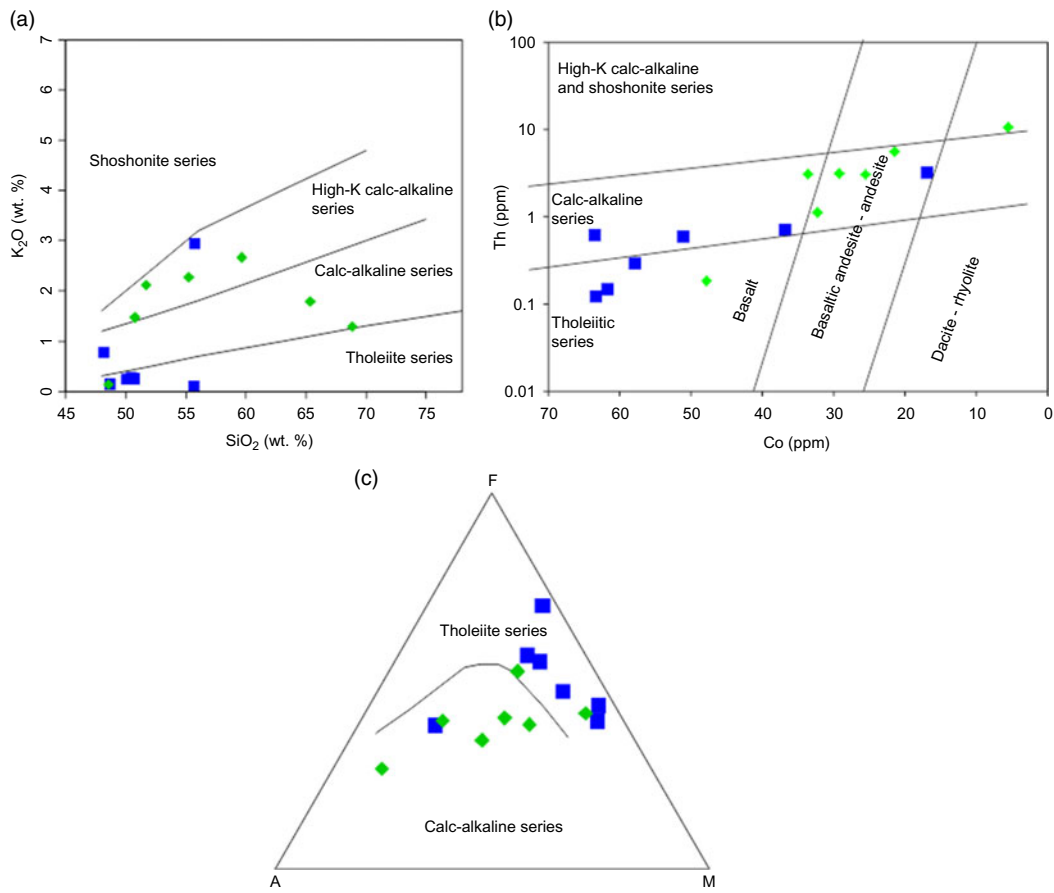 (a)
7
6
5
4
3
2
1
0
K2O (wt. %)
Shoshonite series
High-K calc-alkaline
series
Calc-alkaline series
Tholeiite series
45 50 55 60 65 70 75
SiO2 (wt. %)
(b)
100
10
1
0.1
0.01
Th (ppm)
High-K calc-alkaline
and shoshonite series
Calc-alkaline
series
Tholeiitic
series
Basalt
Basaltic andesite - andesite
Dacite - rhyolite
70 60 50 40 30 20 10 0
Co (ppm)
(c)
F
Tholeiite series
Calc-alkaline series
A M